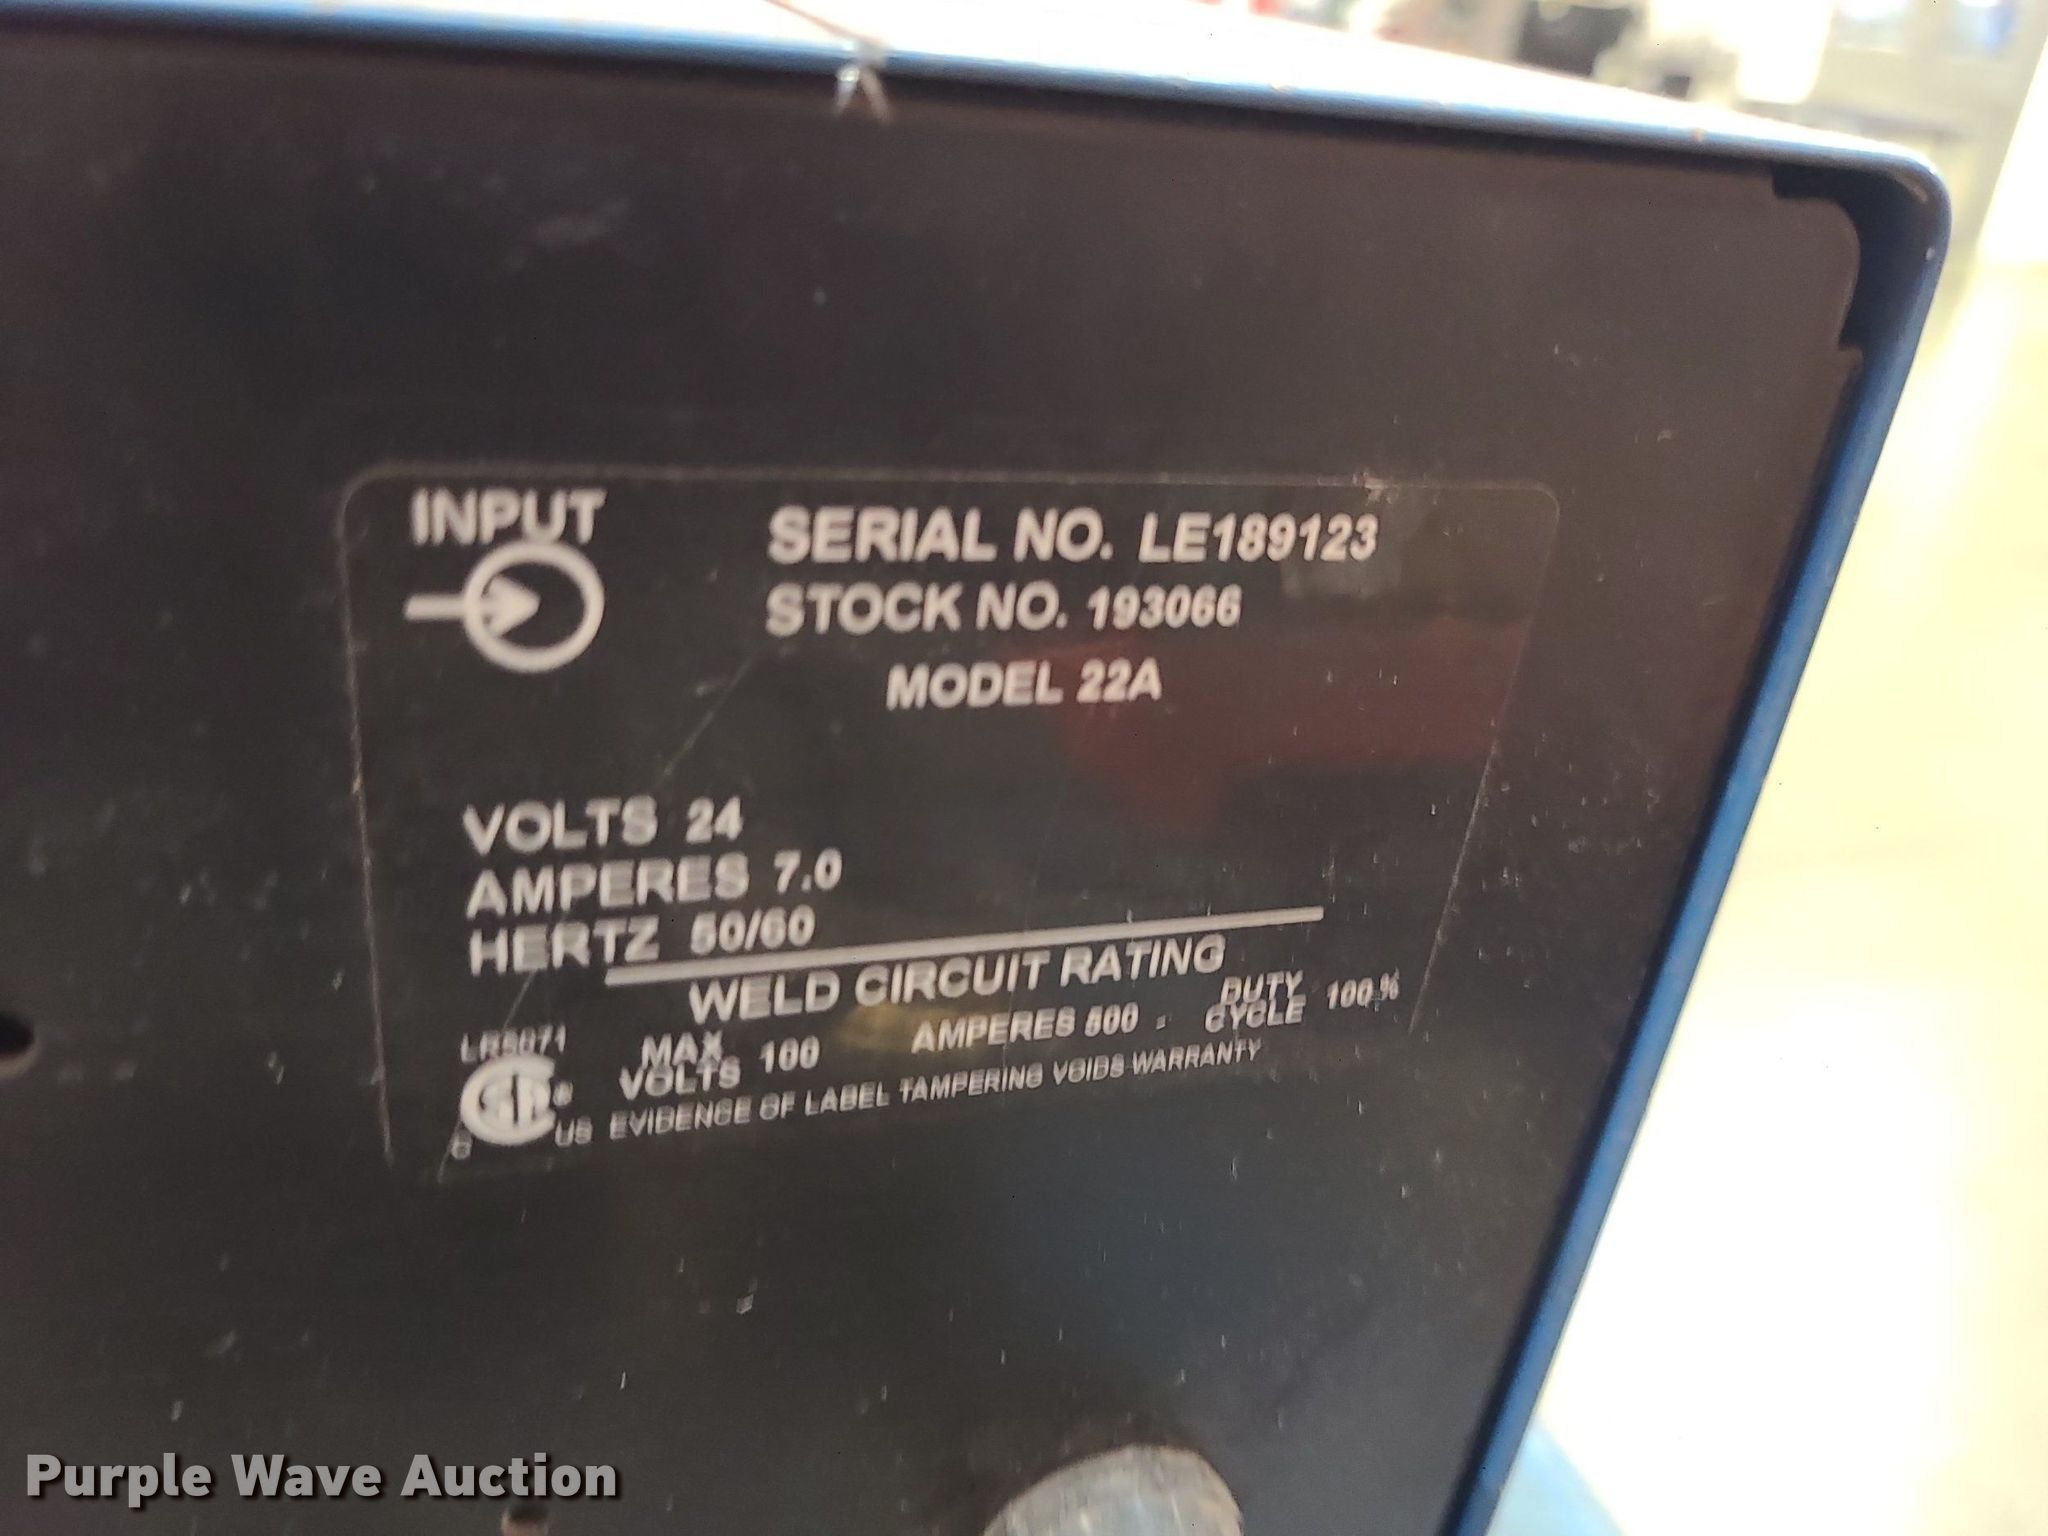 INPUT
SERIAL NO. LE189123
STOCK NO. 193066
MODEL 22A
VOLTS 24
AMPERES 7.0
HERTZ 50/60
WELD CIRCUIT RATING
LR5071
MAX VOLTS 100 AMPERES 500 DUTY CYCLE 100%
C US EVIDENCE OF LABEL TAMPERING VOIDS WARRANTY
Purple Wave Auction